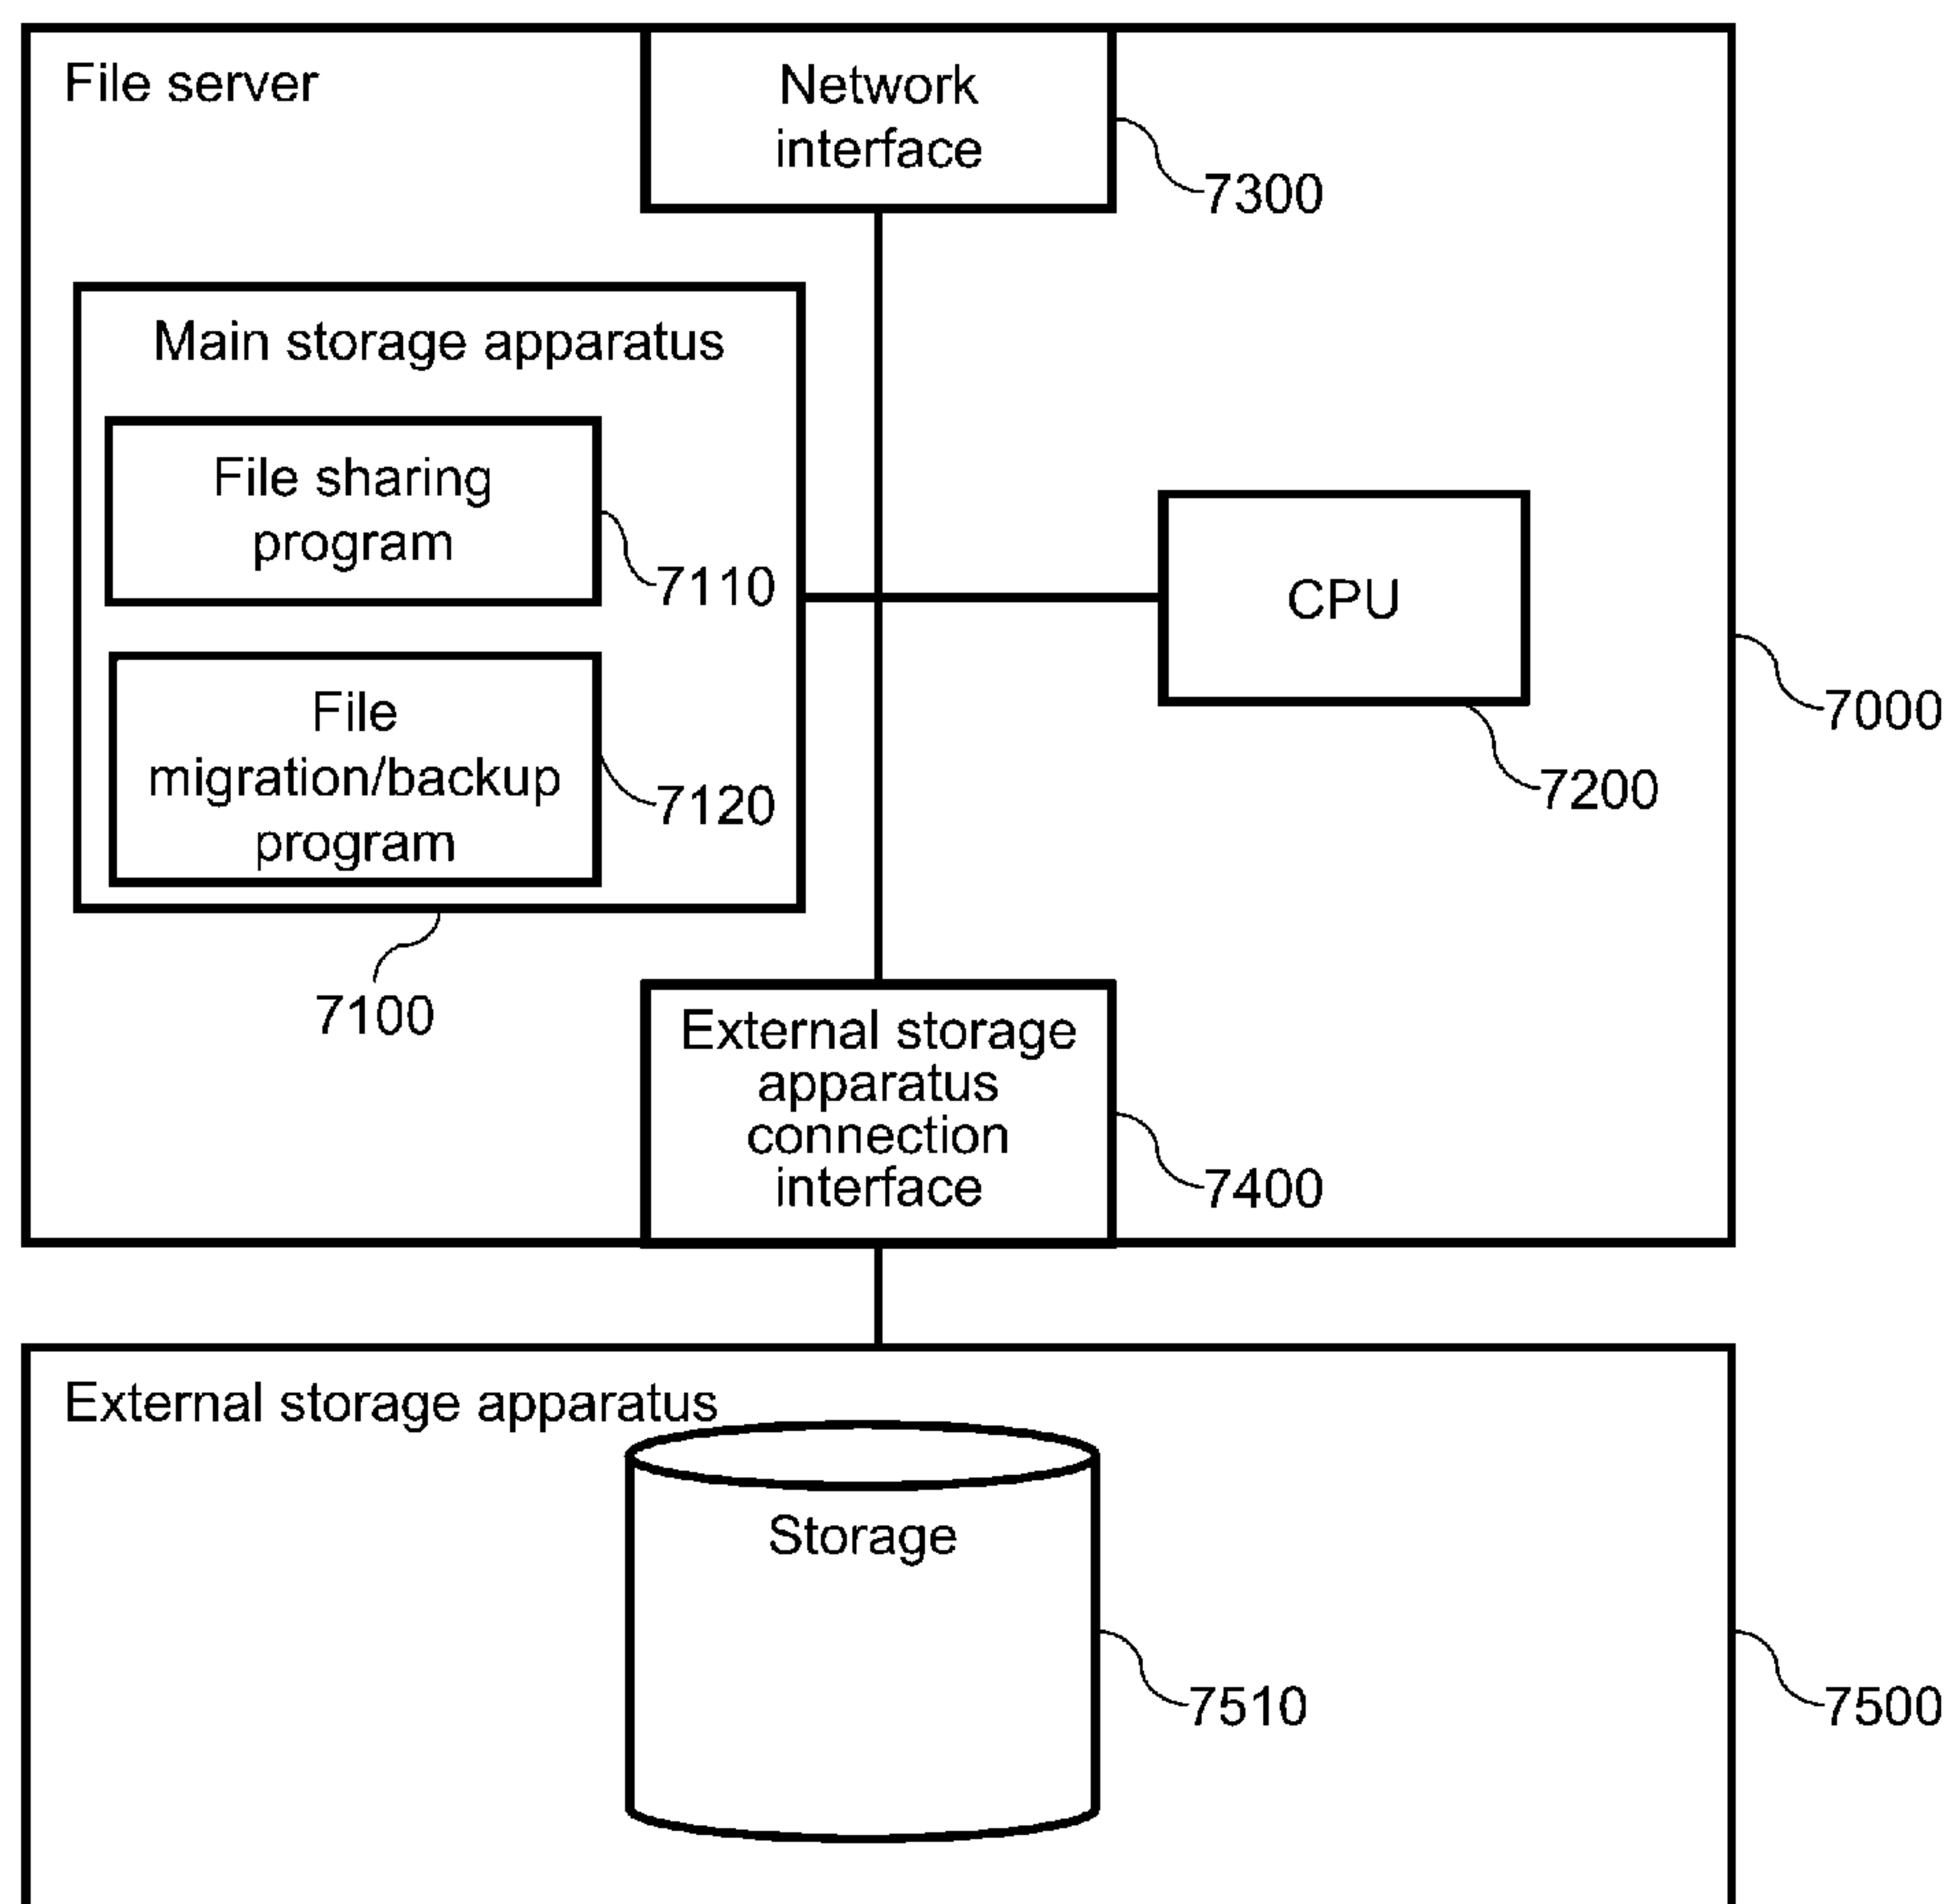 File server
Network
interface
7300
Main storage apparatus
File sharing
program
7110
CPU
7000
File
migration/backup
program
7120
7200
7100
External storage
apparatus
connection
interface
7400
External storage apparatus
Storage
7510
7500